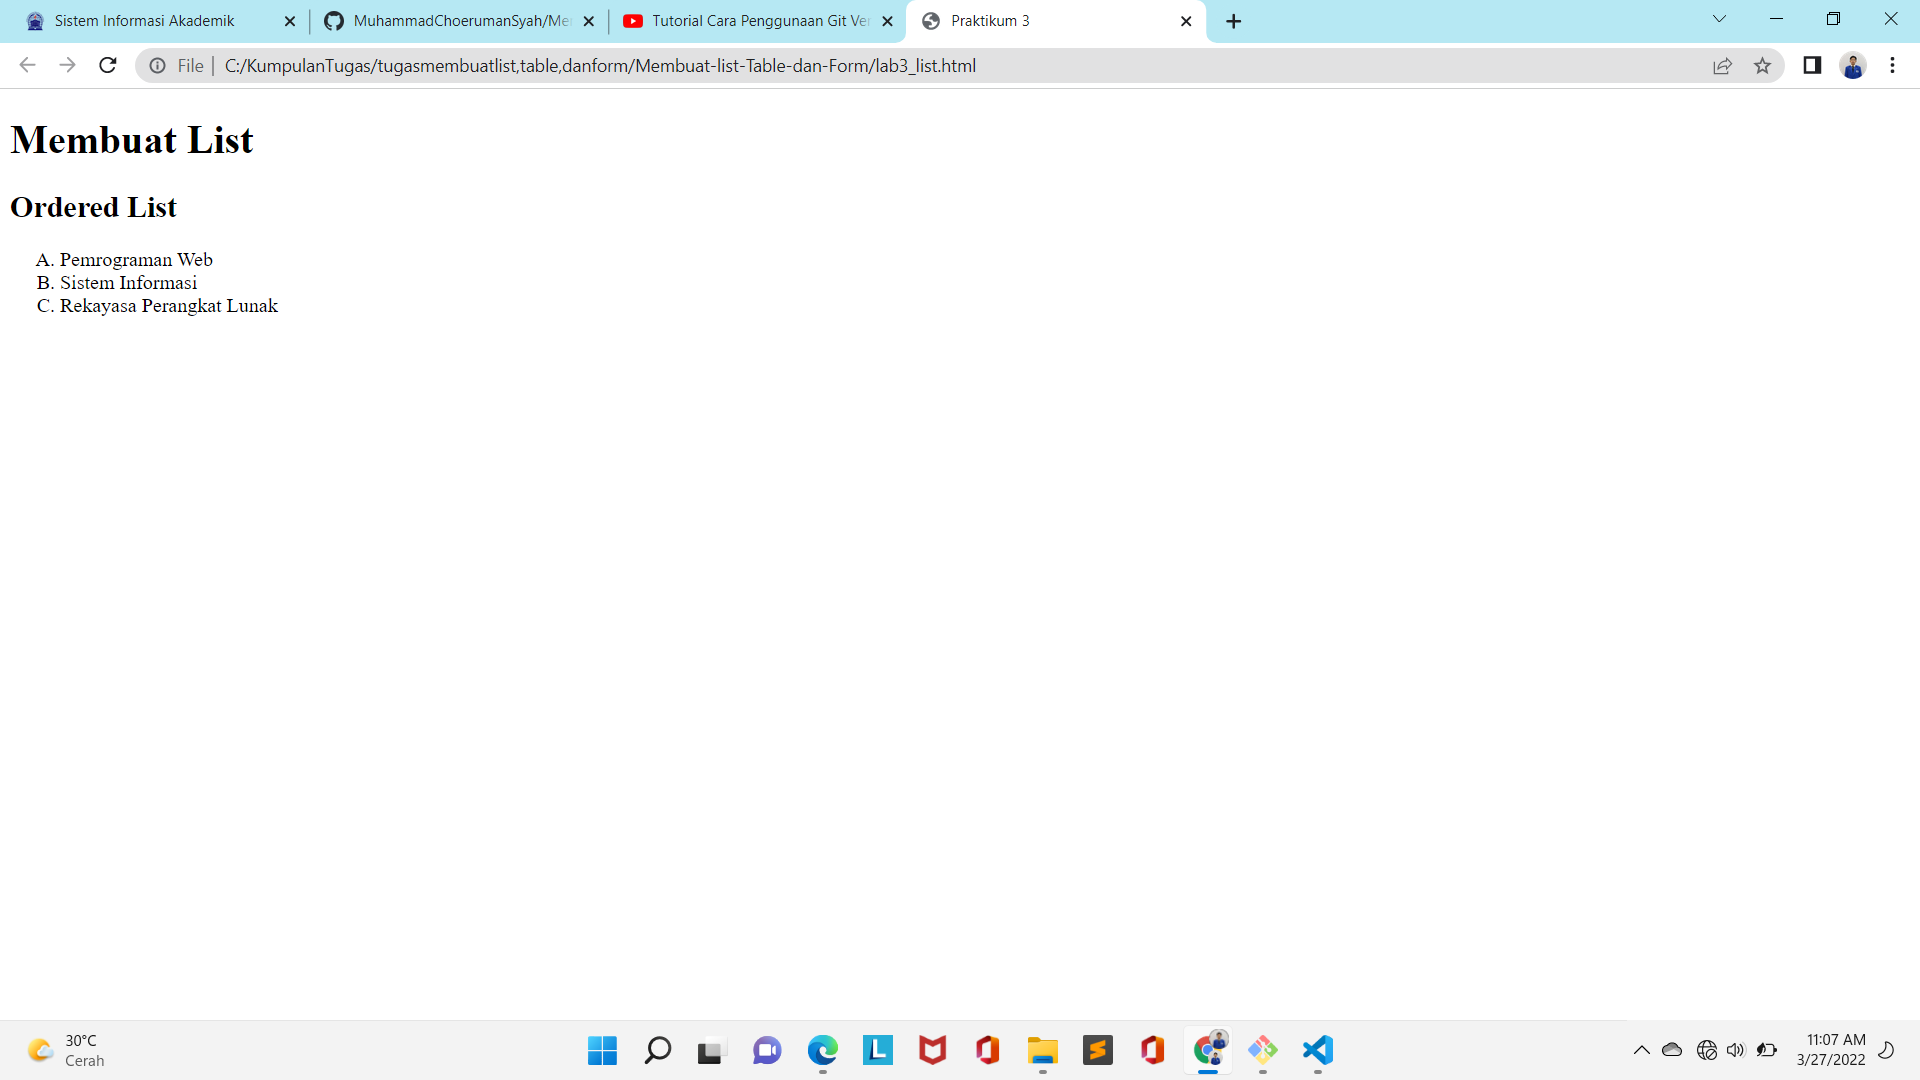 Sistem Informasi Akademik
MuhammadChoerumanSyah/Me
Tutorial Cara Penggunaan Git Ver
Praktikum 3
File | C:/KumpulanTugas/tugasmembuatlist,table,danform/Membuat-list-Table-dan-Form/lab3_list.html
Membuat List
Ordered List
A. Pemrograman Web
B. Sistem Informasi
C. Rekayasa Perangkat Lunak
30°C
Cerah
11:07 AM
3/27/2022